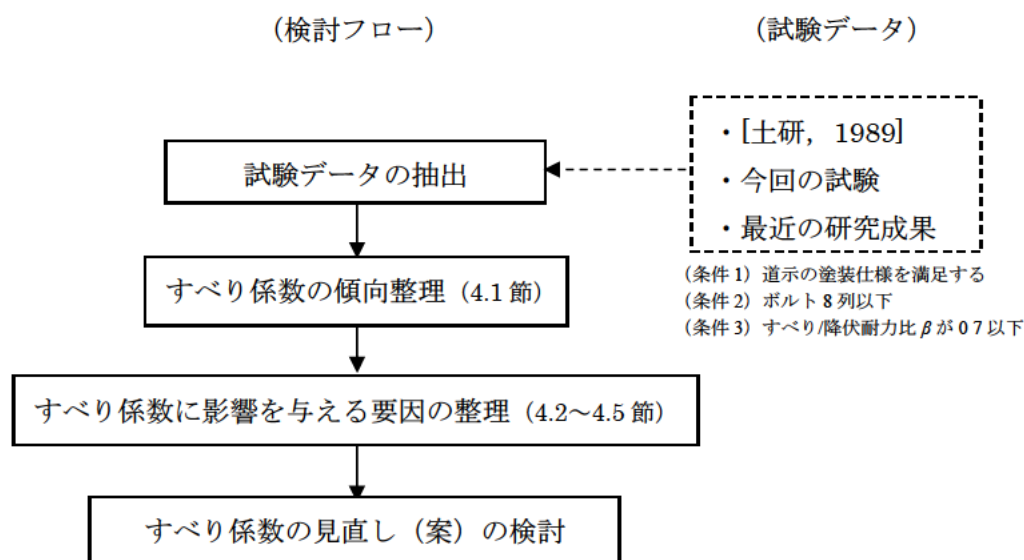 （検討フロー）
（試験データ）
試験データの抽出
・[土研，1989]
・今回の試験
・最近の研究成果
（条件 1）道示の塗装仕様を満足する
（条件 2）ボルト 8 列以下
（条件 3）すべり/降伏耐力比 β が 0 7 以下
すべり係数の傾向整理（4.1 節）
すべり係数に影響を与える要因の整理（4.2～4.5 節）
すべり係数の見直し（案）の検討